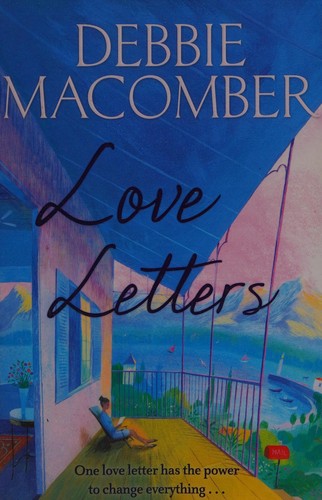 DEBBIE
MACOMBER
Love
Letters
One love letter has the power
to change everything . . .